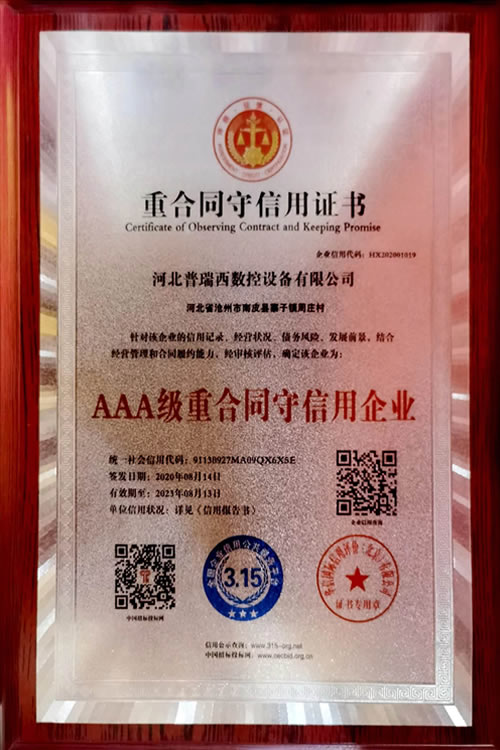 重合同守信用证书
Certificate of Observing Contract and Keeping Promise
企业信用代码：HX202001019
河北普瑞西数控设备有限公司
河北省沧州市南皮县寨子镇周庄村
针对该企业的信用记录、经营状况、债务风险、发展前景，结合
经营管理和合同履约能力，经审核评估，确定该企业为：
AAA级重合同守信用企业
统一社会信用代码：91130927MA09QX6X5E
签发日期：2020年08月14日
有效期至：2023年08月13日
单位信用状况：详见《信用报告书》
企业信用查询
中国招标投标网
3.15
证书专用章
信用公示查询：www.315-org.net
中国招标投标网：www.cecbid.org.cn